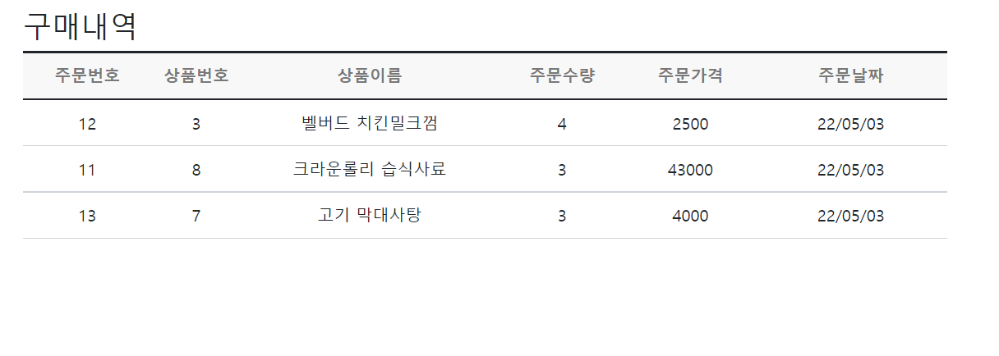 구매내역
주문번호 상품번호 상품이름 주문수량 주문가격 주문날짜
12 3 벨버드 치킨밀크껌 4 2500 22/05/03
11 8 크라운롤리 습식사료 3 43000 22/05/03
13 7 고기 막대사탕 3 4000 22/05/03